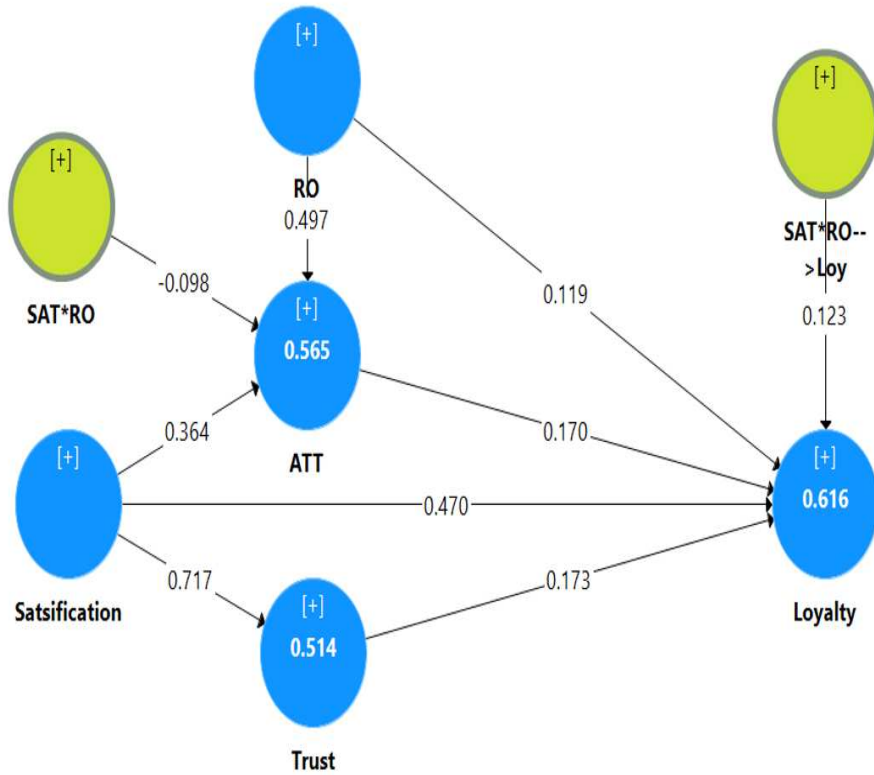 [+]
[+]
[+]
RO
0.497
SAT*RO--
>Loy
-0.098
0.119
0.123
SAT*RO
[+]
0.565
[+]
0.364
ATT
0.170
[+]
0.616
0.470
0.717
[+]
0.514
0.173
Satsification
Loyalty
Trust